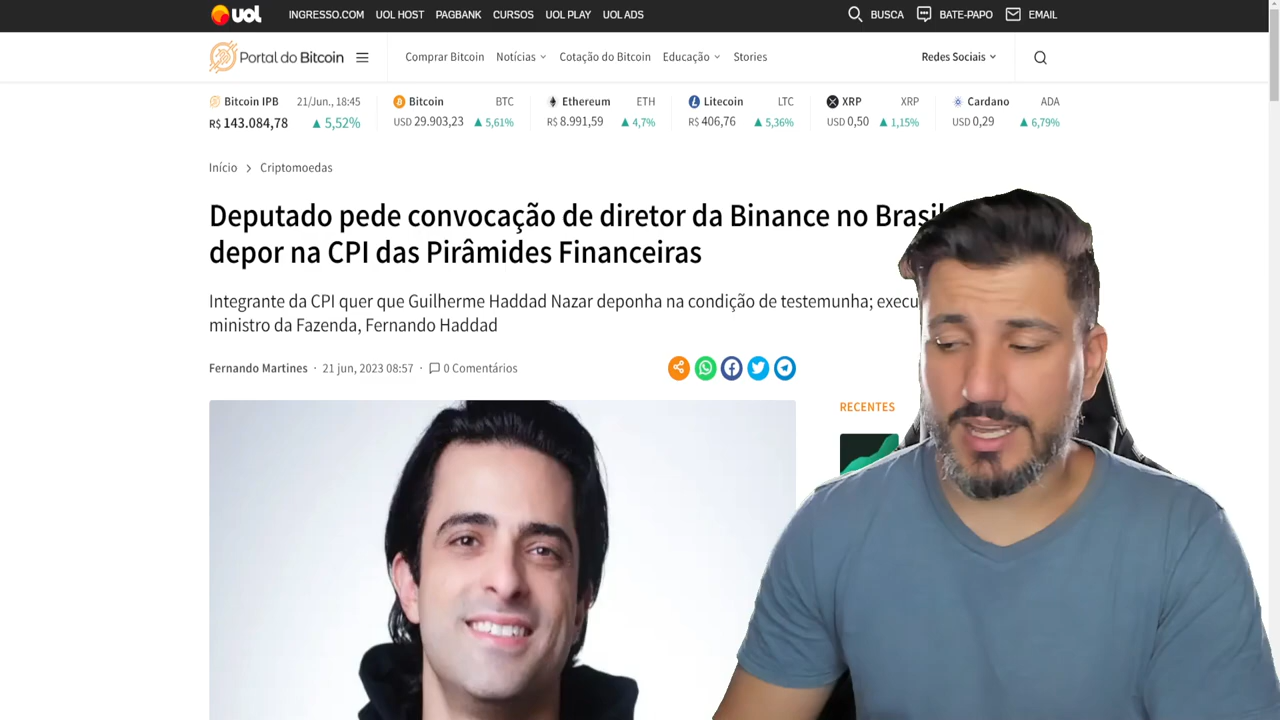 uol INGRESSO.COM UOL HOST PAGBANK CURSOS UOL PLAY UOL ADS BUSCA BATE-PAPO EMAIL
Portal do Bitcoin Comprar Bitcoin Notícias Cotação do Bitcoin Educação Stories Redes Sociais
Bitcoin IPB 21/Jun., 18:45 Bitcoin BTC Ethereum ETH Litecoin LTC XRP XRP Cardano ADA
R$ 143.084,78 ▲ 5,52% USD 29.903,23 ▲ 5,61% R$ 8.991,59 ▲ 4,7% R$ 406,76 ▲ 5,36% USD 0,50 ▲ 1,15% USD 0,29 ▲ 6,79%
Início > Criptomoedas
Deputado pede convocação de diretor da Binance no Brasil
depor na CPI das Pirâmides Financeiras
Integrante da CPI quer que Guilherme Haddad Nazar deponha na condição de testemunha;
ministro da Fazenda, Fernando Haddad
Fernando Martines · 21 jun, 2023 08:57 · 0 Comentários
RECENTES